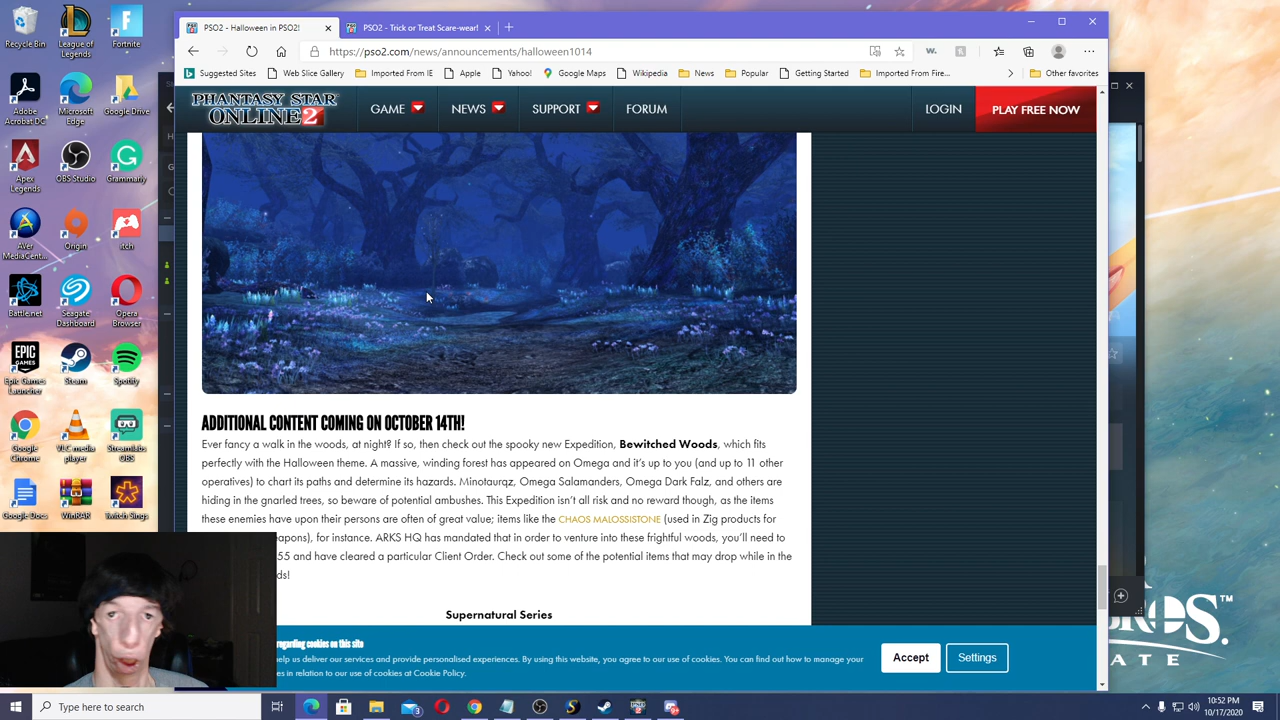 Recycle Bin
League of Legends
Fortnite
Adobe Acrobat DC
Microsoft Edge
Google Drive
Apex Legends
OBS Studio
Grammarly
AVer MediaCent...
Origin
itch
Battle.net
Seagate Dashboard
Opera Browser
Epic Games Launcher
Steam
Spotify
Google Chrome
VLC media player
Streamlabs OBS
Google Docs
WinRAR
Twitch Sings
PSO2 - Halloween in PSO2!
PSO2 - Trick or Treat Scare-wear!
https://pso2.com/news/announcements/halloween1014
Suggested Sites
Web Slice Gallery
Imported From IE
Apple
Yahoo!
Google Maps
Wikipedia
News
Popular
Getting Started
Imported From Fire...
Other favorites
PHANTASY STAR ONLINE 2
GAME
NEWS
SUPPORT
FORUM
LOGIN
PLAY FREE NOW
ADDITIONAL CONTENT COMING ON OCTOBER 14TH!
Ever fancy a walk in the woods, at night? If so, then check out the spooky new Expedition, Bewitched Woods, which fits
perfectly with the Halloween theme. A massive, winding forest has appeared on Omega and it's up to you (and up to 11 other
operatives) to chart its paths and determine its hazards. Minotaurqz, Omega Salamanders, Omega Dark Falz, and others are
hiding in the gnarled trees, so beware of potential ambushes. This Expedition isn't all risk and no reward though, as the items
these enemies have upon their persons are often of great value; items like the CHAOS MALOSSISTONE (used in Zig products for
eapons), for instance. ARKS HQ has mandated that in order to venture into these frightful woods, you'll need to
55 and have cleared a particular Client Order. Check out some of the potential items that may drop while in the
ds!
Supernatural Series
regarding cookies on this site
elp us deliver our services and provide personalised experiences. By using this website, you agree to our use of cookies. You can find out how to manage your
es in relation to our use of cookies at Cookie Policy.
Accept
Settings
ATE
™
Type here to search
3
10:52 PM
10/17/2020